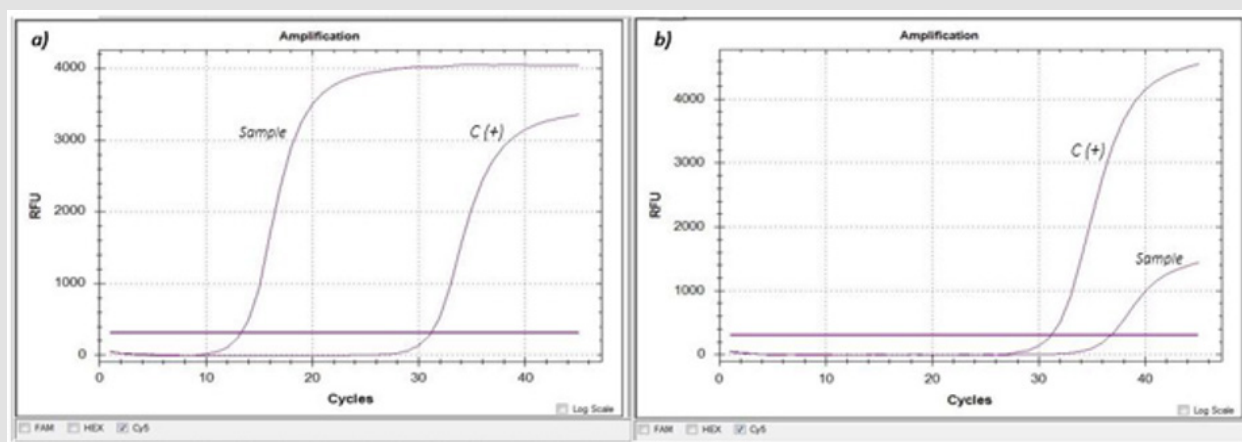 a)
Amplification
4000
3000
2000
1000
0
RFU
Sample
C (+)
0
10
20
30
40
Cycles
Log Scale
FAM HEX Cy5
b)
Amplification
4000
3000
2000
1000
0
RFU
C (+)
Sample
0
10
20
30
40
Cycles
Log Scale
FAM HEX Cy5